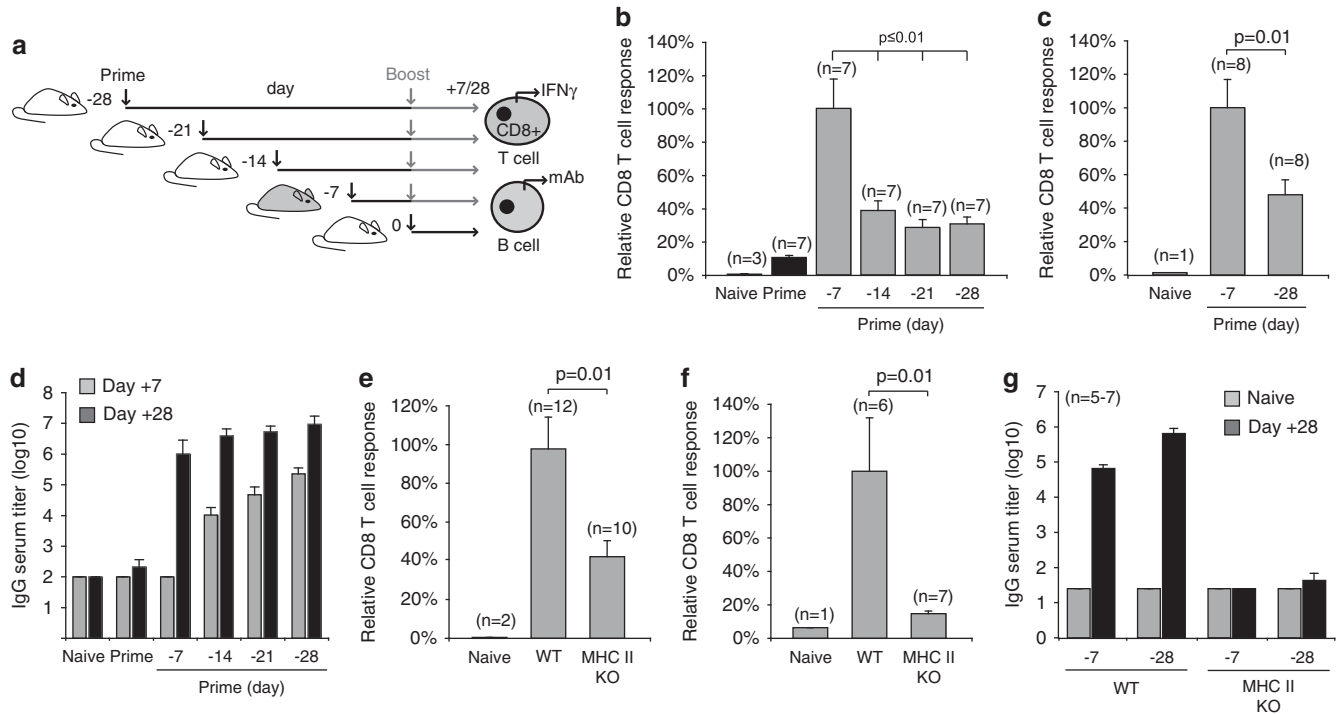 a
Prime
Boost
-28
day
+7/28
IFNγ
-21
CD8+
T cell
-14
-7
mAb
0
B cell
b
Relative CD8 T cell response
140%
120%
100%
80%
60%
40%
20%
0%
p≤0.01
(n=3)
(n=7)
(n=7)
(n=7)
(n=7)
(n=7)
Naive Prime -7 -14 -21 -28
Prime (day)
c
Relative CD8 T cell response
140%
120%
100%
80%
60%
40%
20%
0%
p=0.01
(n=1)
(n=8)
(n=8)
Naive -7 -28
Prime (day)
d
IgG serum titer (log10)
8
7
6
5
4
3
2
1
Day +7
Day +28
Naive Prime -7 -14 -21 -28
Prime (day)
e
Relative CD8 T cell response
120%
100%
80%
60%
40%
20%
0%
p=0.01
(n=2)
(n=12)
(n=10)
Naive WT MHC II
KO
f
Relative CD8 T cell response
140%
120%
100%
80%
60%
40%
20%
0%
p=0.01
(n=1)
(n=6)
(n=7)
Naive WT MHC II
KO
g
IgG serum titer (log10)
7
6
5
4
3
2
1
0
(n=5-7)
Naive
Day +28
-7 -28 -7 -28
WT MHC II
KO